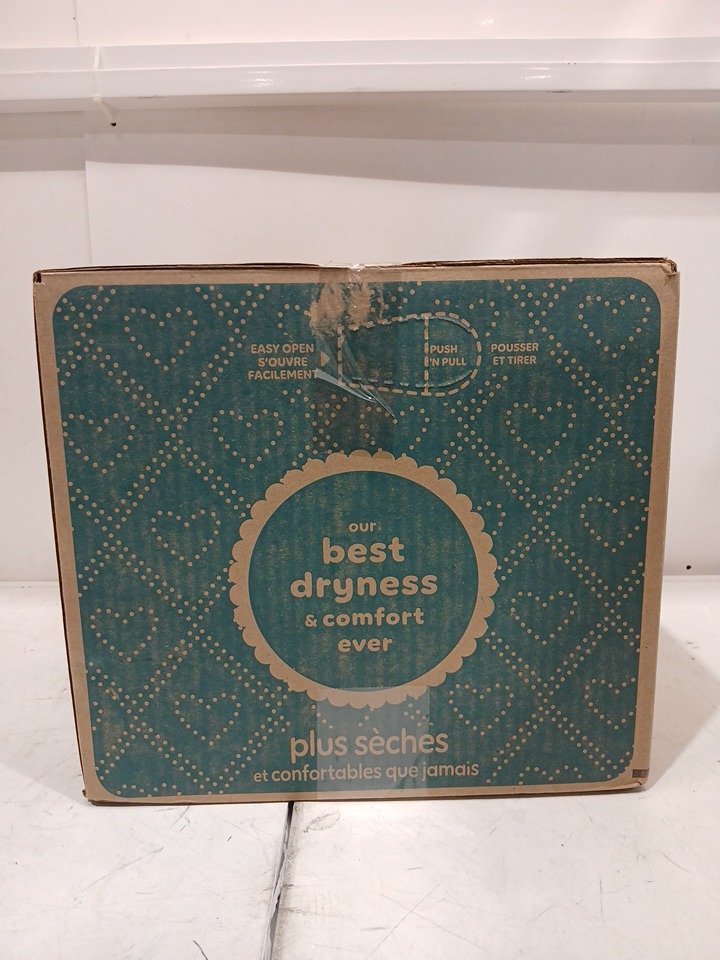 EASY OPEN
S'OUVRE
FACILEMENT
PUSH
'N PULL
POUSSER
ET TIRER
our
best
dryness
& comfort
ever
plus sèches
et confortables que jamais